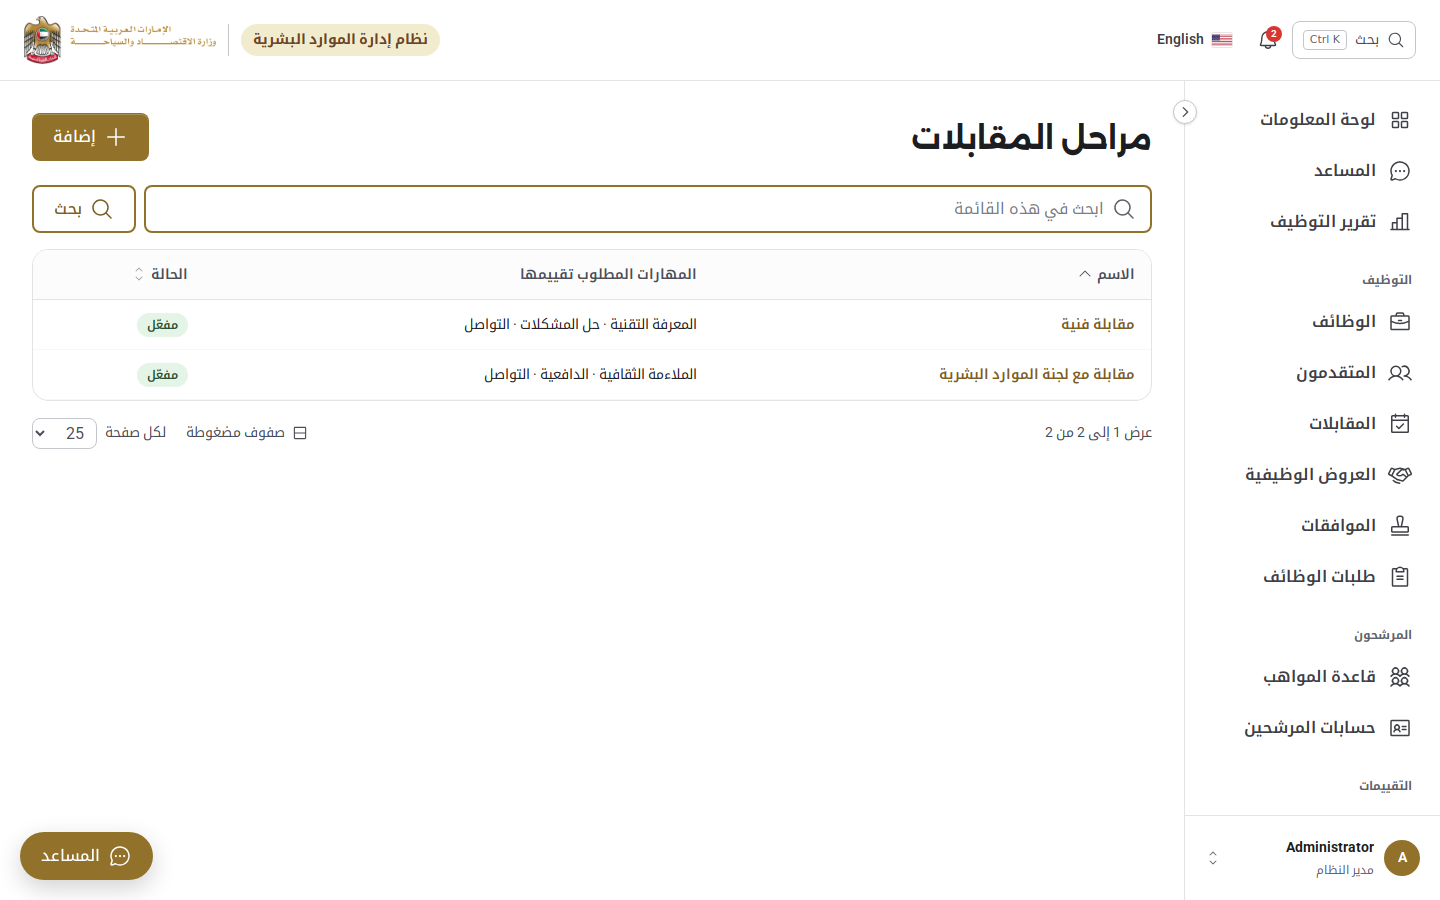 بحث Ctrl K
2
English
نظام إدارة الموارد البشرية
الإمارات العربية المتحدة
وزارة الاقتصاد والسياحة
لوحة المعلومات
المساعد
تقرير التوظيف
التوظيف
الوظائف
المتقدمون
المقابلات
العروض الوظيفية
الموافقات
طلبات الوظائف
المرشحون
قاعدة المواهب
حسابات المرشحين
التقييمات
A
Administrator
مدير النظام
مراحل المقابلات
إضافة
ابحث في هذه القائمة
بحث
الاسم المهارات المطلوب تقييمها الحالة
مقابلة فنية المعرفة التقنية · حل المشكلات · التواصل مفعّل
مقابلة مع لجنة الموارد البشرية الملاءمة الثقافية · الدافعية · التواصل مفعّل
عرض 1 إلى 2 من 2
صفوف مضغوطة لكل صفحة 25
المساعد